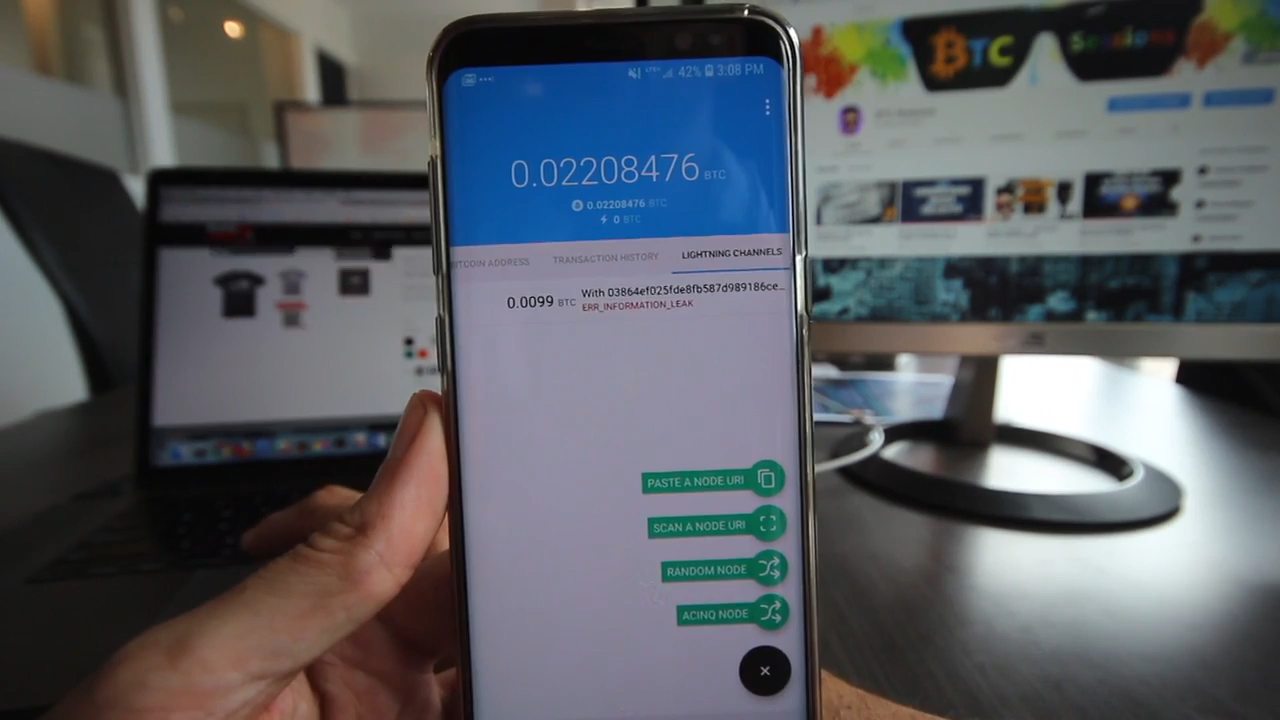 42% 3:08 PM
0.02208476 BTC
0.02208476 BTC
0 BTC
BITCOIN ADDRESS TRANSACTION HISTORY LIGHTNING CHANNELS
0.0099 BTC With 03864ef025fde8fb587d989186ce...
ERR_INFORMATION_LEAK
PASTE A NODE URI
SCAN A NODE URI
RANDOM NODE
ACINQ NODE
BTC Sessions